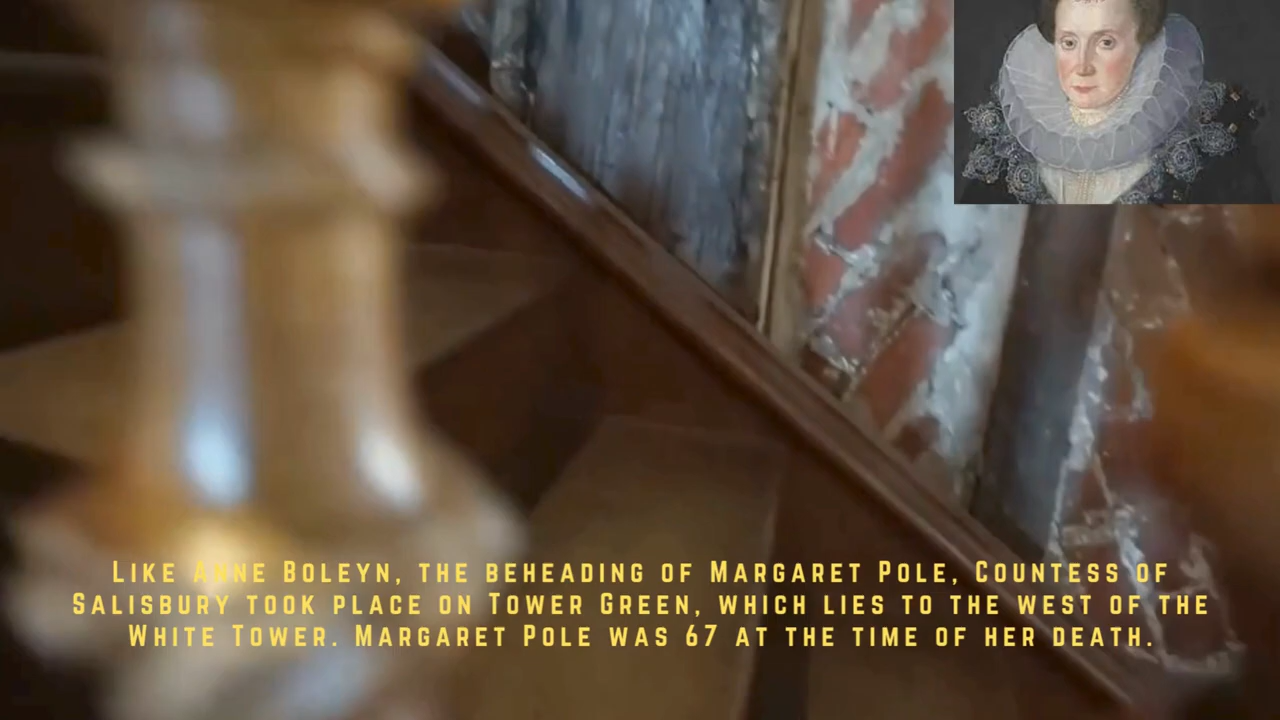 Like Anne Boleyn, the beheading of Margaret Pole, Countess of
Salisbury took place on Tower Green, which lies to the west of the
White Tower. Margaret Pole was 67 at the time of her death.